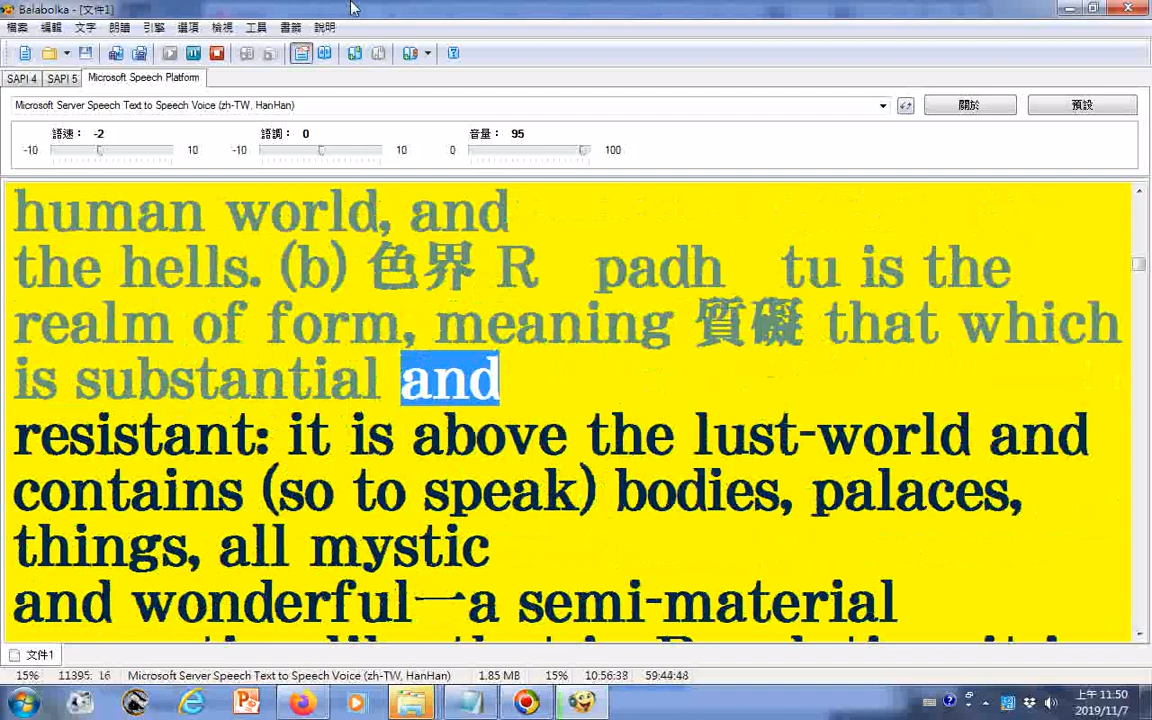 Balabolka - [文件1]
檔案 編輯 文字 朗讀 引擎 選項 檢視 工具 書籤 說明
SAPI 4 SAPI 5 Microsoft Speech Platform
Microsoft Server Speech Text to Speech Voice (zh-TW, HanHan) 關於 預設
語速： -2 語調： 0 音量： 95
-10 10 -10 10 0 100
human world, and
the hells. (b) 色界 R padh tu is the
realm of form, meaning 質礙 that which
is substantial and
resistant: it is above the lust-world and
contains (so to speak) bodies, palaces,
things, all mystic
and wonderful一a semi-material
文件1
15% 11395: 16 Microsoft Server Speech Text to Speech Voice (zh-TW, HanHan) 1.85 MB 15% 10:56:38 59:44:48
上午 11:50
2019/11/7